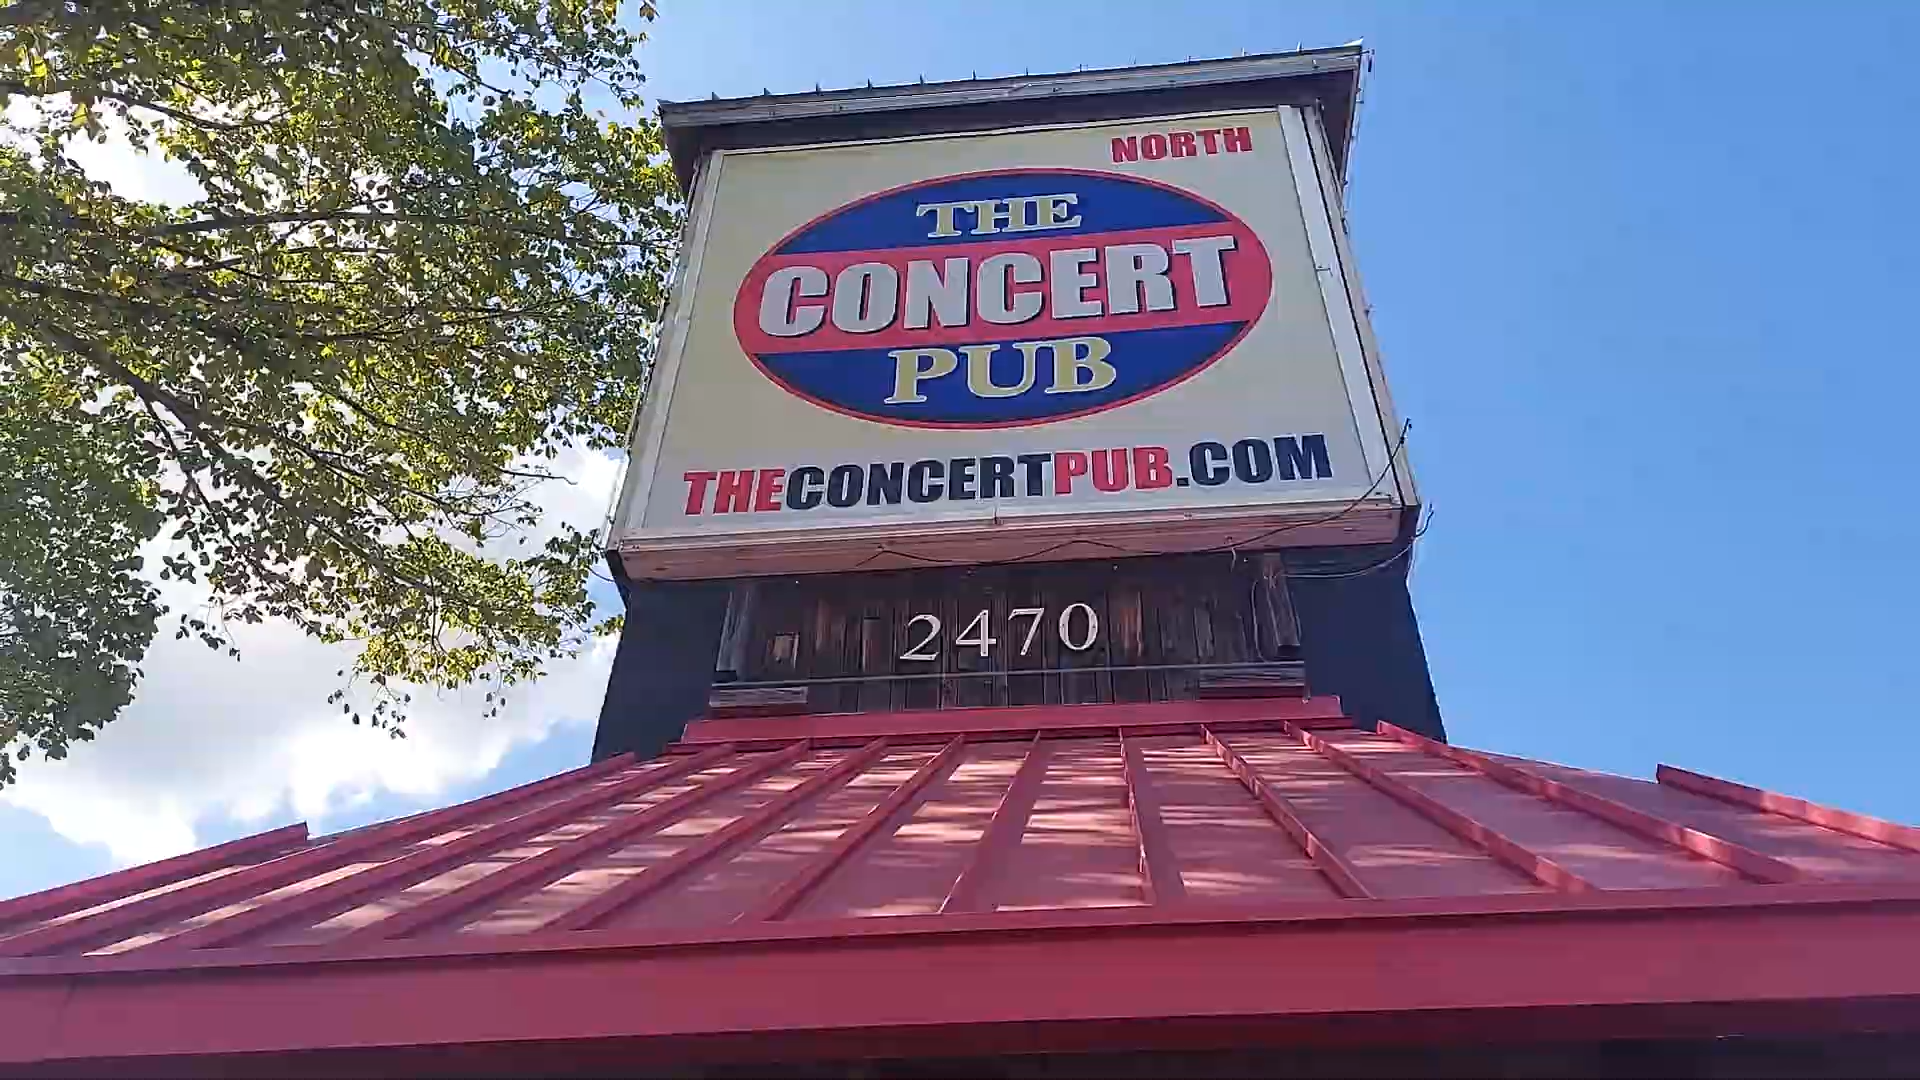 NORTH
THE
CONCERT
PUB
THECONCERTPUB.COM
2470